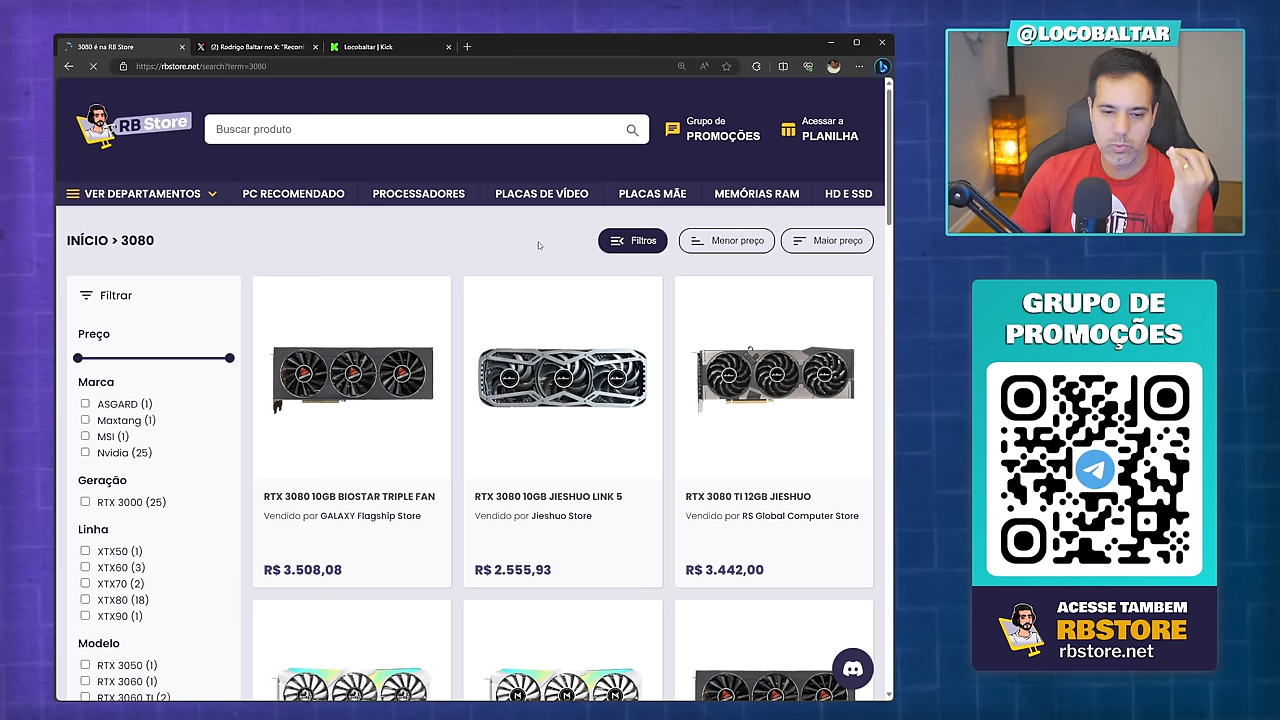 3080 é na RB Store
(2) Rodrigo Baltar no X: "Recorri
Locobaltar | Kick
https://rbstore.net/search?term=3080
RB Store
Buscar produto
Grupo de
PROMOÇÕES
Acessar a
PLANILHA
VER DEPARTAMENTOS
PC RECOMENDADO
PROCESSADORES
PLACAS DE VÍDEO
PLACAS MÃE
MEMÓRIAS RAM
HD E SSD
INÍCIO > 3080
Filtros
Menor preço
Maior preço
Filtrar
Preço
Marca
ASGARD (1)
Maxtang (1)
MSI (1)
Nvidia (25)
Geração
RTX 3000 (25)
Linha
XTX50 (1)
XTX60 (3)
XTX70 (2)
XTX80 (18)
XTX90 (1)
Modelo
RTX 3050 (1)
RTX 3060 (1)
RTX 3060 TI (2)
RTX 3080 10GB BIOSTAR TRIPLE FAN
Vendido por GALAXY Flagship Store
R$ 3.508,08
RTX 3080 10GB JIESHUO LINK 5
Vendido por Jieshuo Store
R$ 2.555,93
RTX 3080 TI 12GB JIESHUO
Vendido por RS Global Computer Store
R$ 3.442,00
@LOCOBALTAR
GRUPO DE
PROMOÇÕES
ACESSE TAMBEM
RBSTORE
rbstore.net